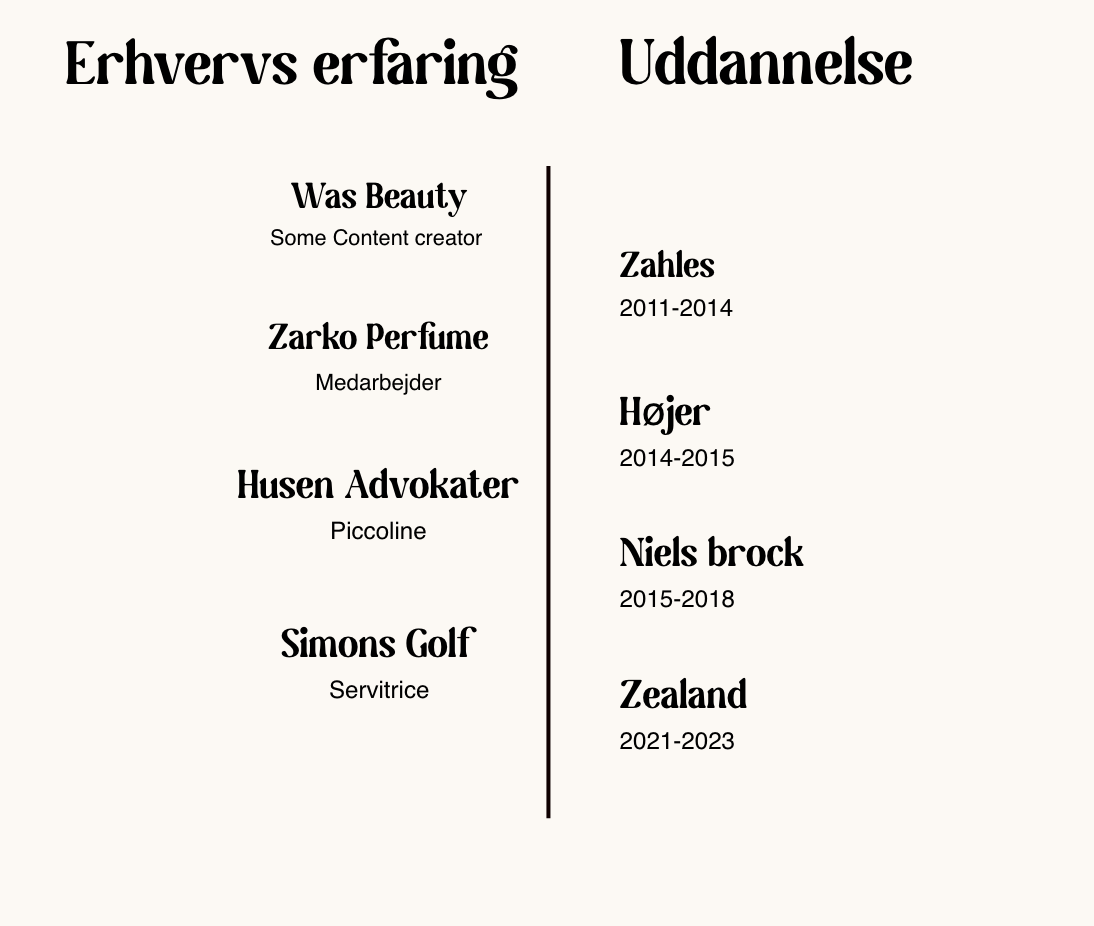 Erhvervs erfaring
Was Beauty
Some Content creator
Zarko Perfume
Medarbejder
Husen Advokater
Piccoline
Simons Golf
Servitrice
Uddannelse
Zahles
2011-2014
Højer
2014-2015
Niels brock
2015-2018
Zealand
2021-2023